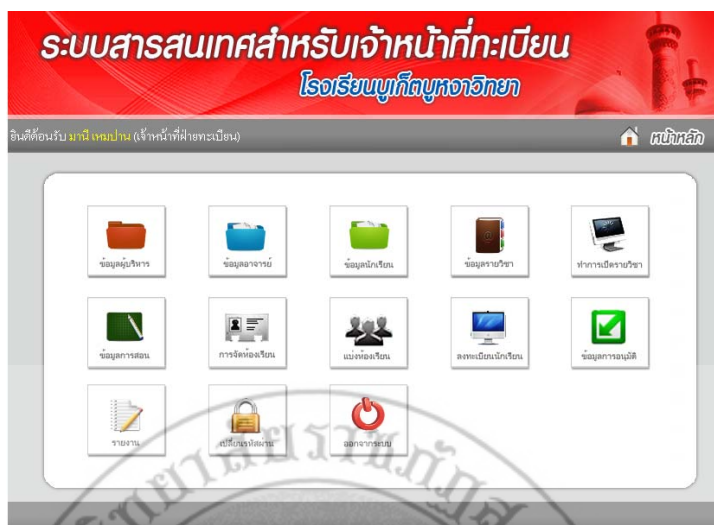 ระบบสารสนเทศสำหรับเจ้าหน้าที่ทะเบียน
โรงเรียนบูเก็ตบูหงาวิทยา
ยินดีต้อนรับ มานี เหมปาน (เจ้าหน้าที่ฝ่ายทะเบียน)
หน้าหลัก
ข้อมูลผู้บริหาร
ข้อมูลอาจารย์
ข้อมูลนักเรียน
ข้อมูลรายวิชา
ทำการเปิดรายวิชา
ข้อมูลการสอน
การจัดห้องเรียน
แบ่งห้องเรียน
ลงทะเบียนนักเรียน
ข้อมูลการอนุมัติ
รายงาน
เปลี่ยนรหัสผ่าน
ออกจากระบบ